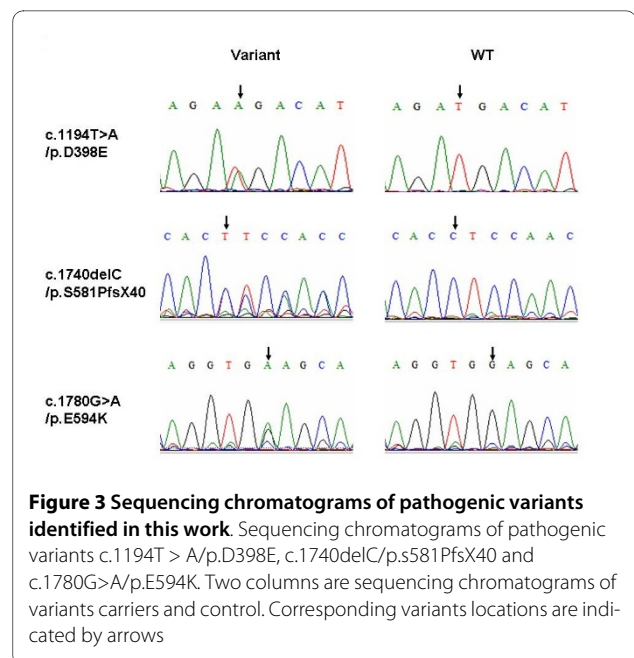 Variant WT
A G A A G A C A T A G A T G A C A T
c.1194T>A
/p.D398E
C A C T T C C A C C C A C C T C C A A C
c.1740delC
/p.S581PfsX40
A G G T G A A G C A A G G T G G A G C A
c.1780G>A
/p.E594K
Figure 3 Sequencing chromatograms of pathogenic variants
identified in this work. Sequencing chromatograms of pathogenic
variants c.1194T > A/p.D398E, c.1740delC/p.s581PfsX40 and
c.1780G>A/p.E594K. Two columns are sequencing chromatograms of
variants carriers and control. Corresponding variants locations are indi-
cated by arrows